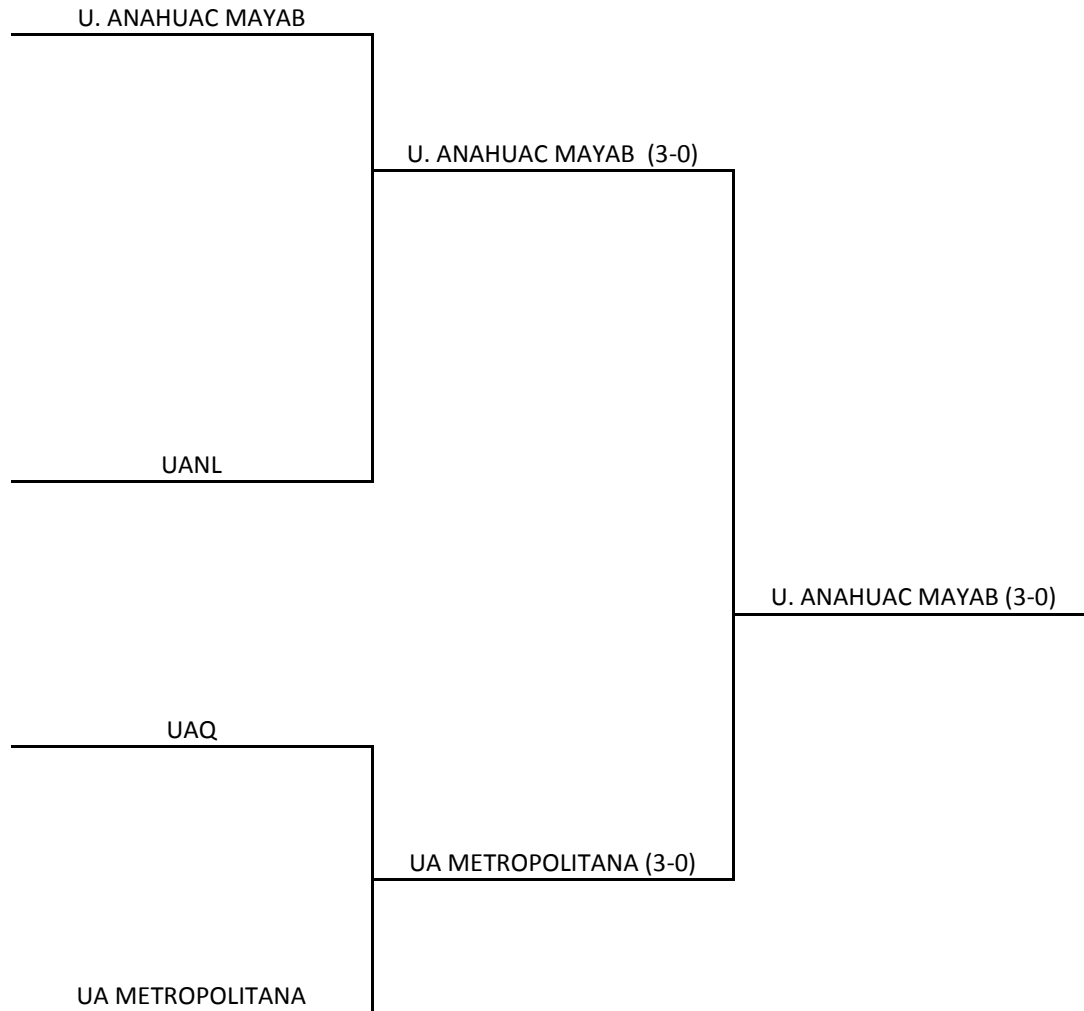 U. ANAHUAC MAYAB
U. ANAHUAC MAYAB (3-0)
UANL
U. ANAHUAC MAYAB (3-0)
UAQ
UA METROPOLITANA (3-0)
UA METROPOLITANA